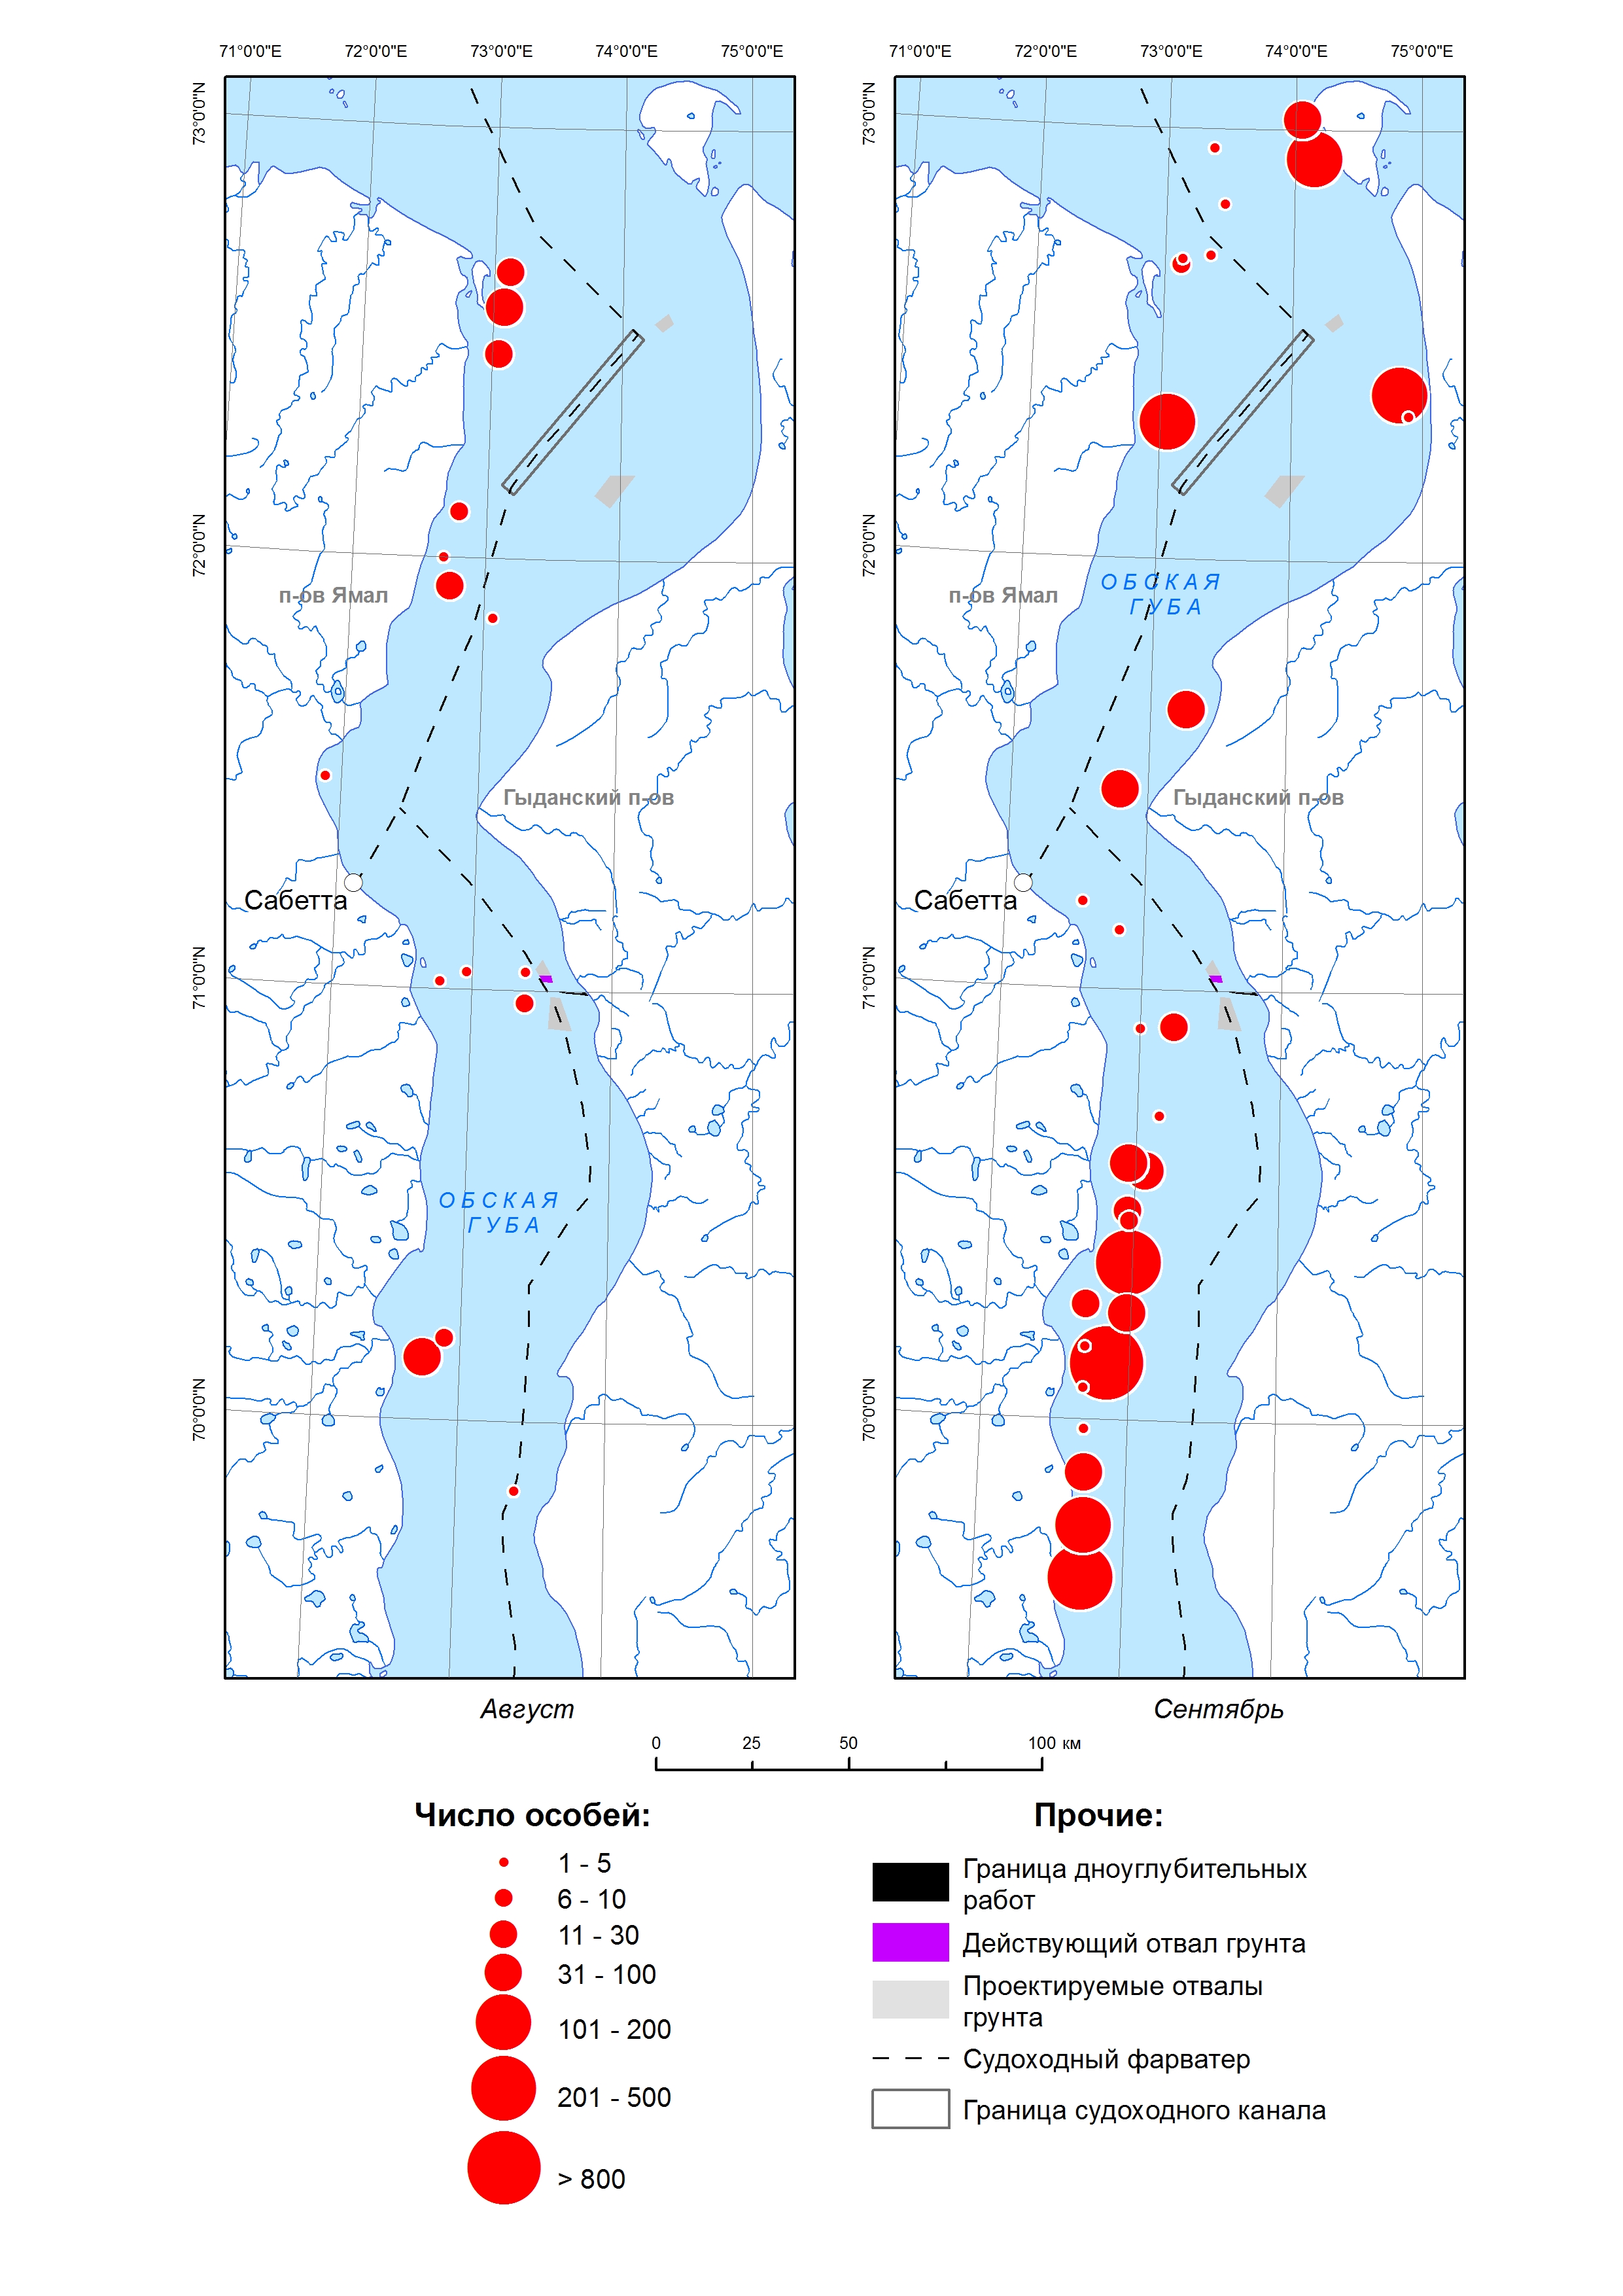 71°0'0"E 72°0'0"E 73°0'0"E 74°0'0"E 75°0'0"E
71°0'0"E 72°0'0"E 73°0'0"E 74°0'0"E 75°0'0"E
73°0'0"N
72°0'0"N
71°0'0"N
70°0'0"N
п-ов Ямал
Гыданский п-ов
Сабетта
ОБСКАЯ
ГУБА
Август
73°0'0"N
72°0'0"N
71°0'0"N
70°0'0"N
ОБСКАЯ
ГУБА
п-ов Ямал
Гыданский п-ов
Сабетта
Сентябрь
0 25 50 100 км
Число особей:
1 - 5
6 - 10
11 - 30
31 - 100
101 - 200
201 - 500
> 800
Прочие:
Граница дноуглубительных
работ
Действующий отвал грунта
Проектируемые отвалы
грунта
Судоходный фарватер
Граница судоходного канала